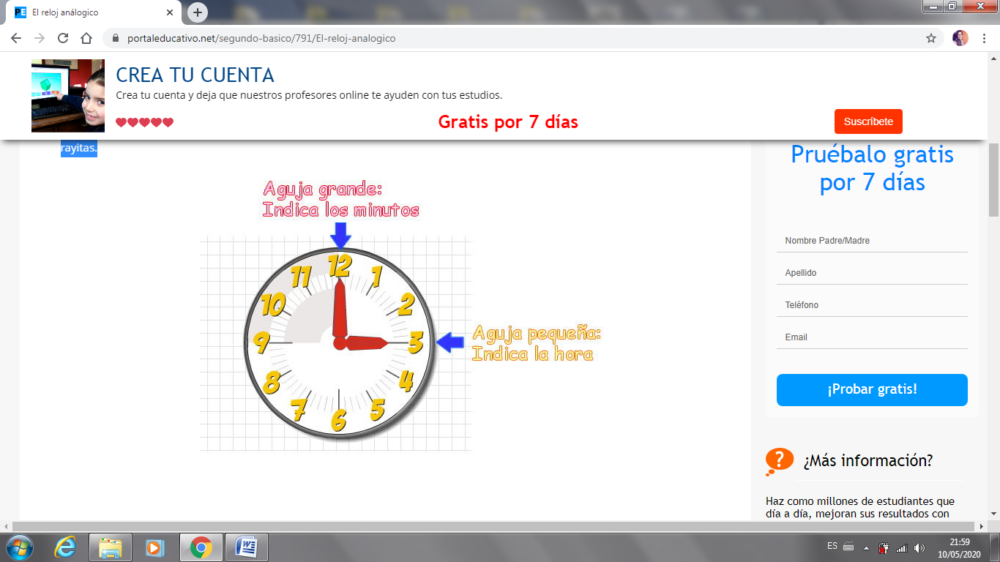 El reloj análogico
portaleducativo.net/segundo-basico/791/El-reloj-analogico
CREA TU CUENTA
Crea tu cuenta y deja que nuestros profesores online te ayuden con tus estudios.
Gratis por 7 días
Suscríbete
rayitas.
Aguja grande:
Indica los minutos
12
1
2
3
4
5
6
7
8
9
10
11
Aguja pequeña:
Indica la hora
Pruébalo gratis
por 7 días
Nombre Padre/Madre
Apellido
Teléfono
Email
¡Probar gratis!
?
¿Más información?
Haz como millones de estudiantes que
día a día, mejoran sus resultados con
ES
21:59
10/05/2020